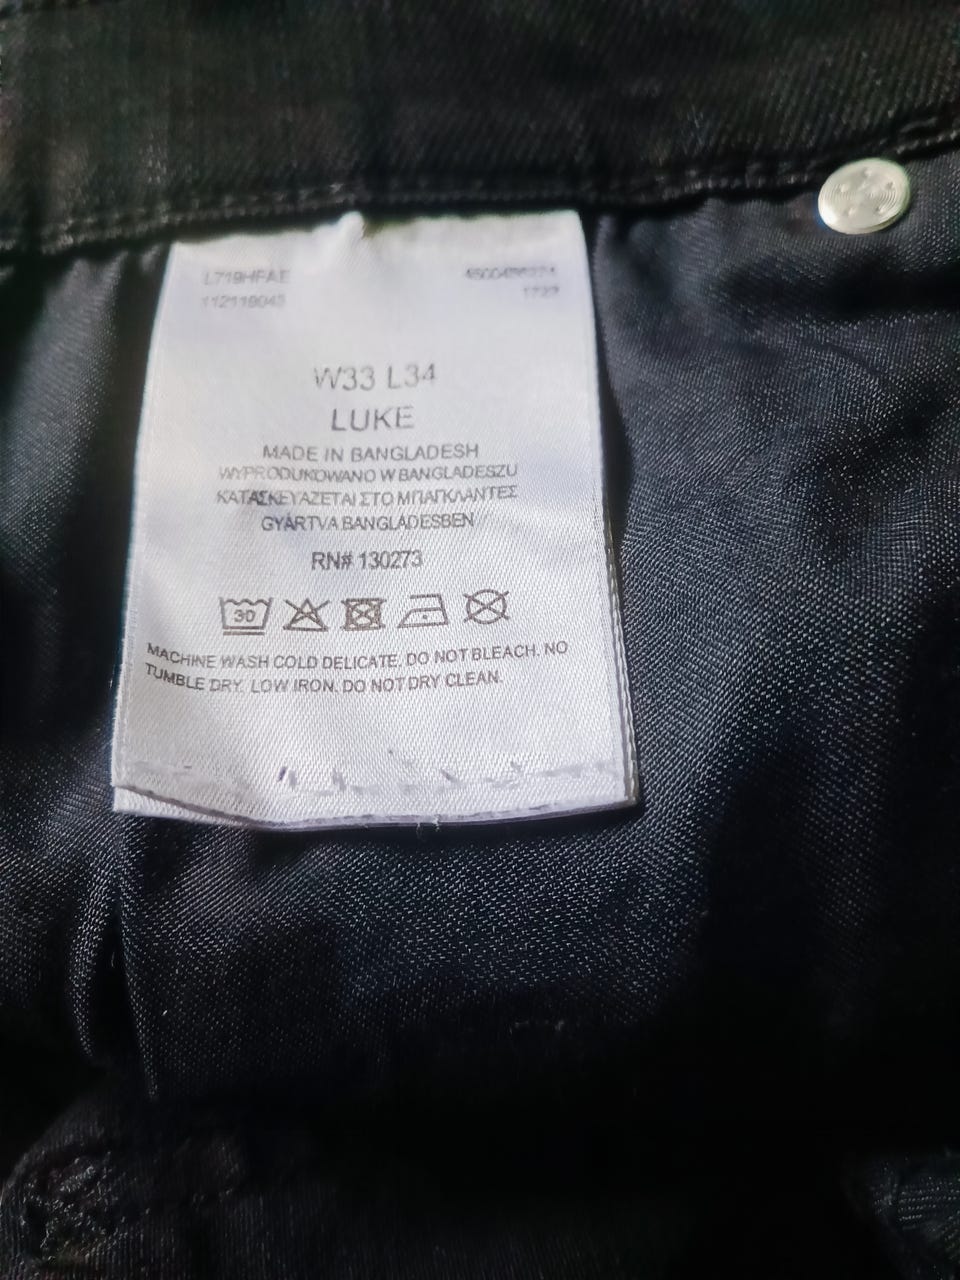 L719HFAE
112119043
W33 L34
LUKE
MADE IN BANGLADESH
WYPRODUKOWANO W BANGLADESZU
ΚΑΤΑΣΚΕΥΑΖΕΤΑΙ ΣΤΟ ΜΠΑΓΚΛΑΝΤΕΣ
GYÁRTVA BANGLADESBEN
RN# 130273
30
MACHINE WASH COLD DELICATE. DO NOT BLEACH. NO
TUMBLE DRY. LOW IRON. DO NOT DRY CLEAN.